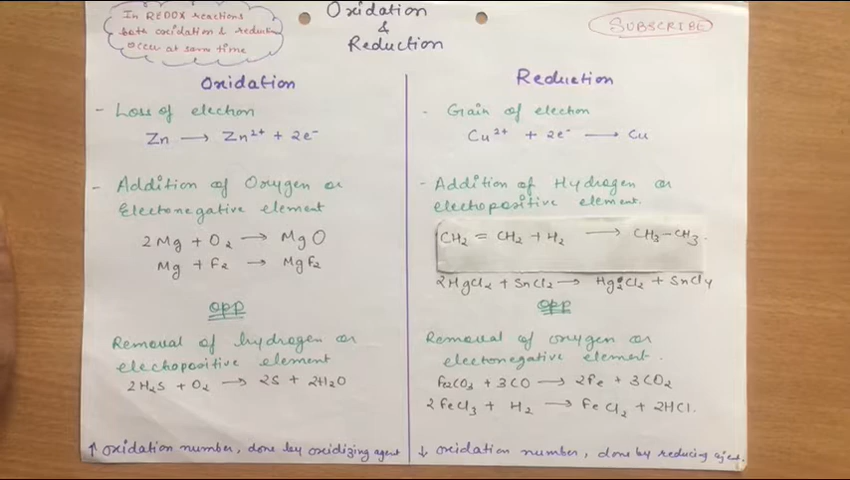 In REDOX reactions
both oxidation & reduction
occur at same time
Oxidation
&
Reduction
SUBSCRIBE
Oxidation
- Loss of electron
Zn → Zn²⁺ + 2e⁻
- Addition of Oxygen or
Electonegative element
2Mg + O₂ → MgO
Mg + F₂ → MgF₂
OPP
Removal of hydrogen or
electropositive element
2H₂S + O₂ → 2S + 2H₂O
↑ oxidation number, done by oxidizing agent
Reduction
- Grain of electron
Cu²⁺ + 2e⁻ → Cu
- Addition of Hydrogen or
electopositive element.
CH₂ = CH₂ + H₂ → CH₃-CH₃.
2HgCl₂ + SnCl₂ → Hg₂Cl₂ + SnCl₄
OPP
Removal of oxygen or
electonegative element.
+ 3CO → 2Fe + 3CO₂
2FeCl₃ + H₂ → FeCl₂ + 2HCl.
↓ oxidation number, done by reducing agent.